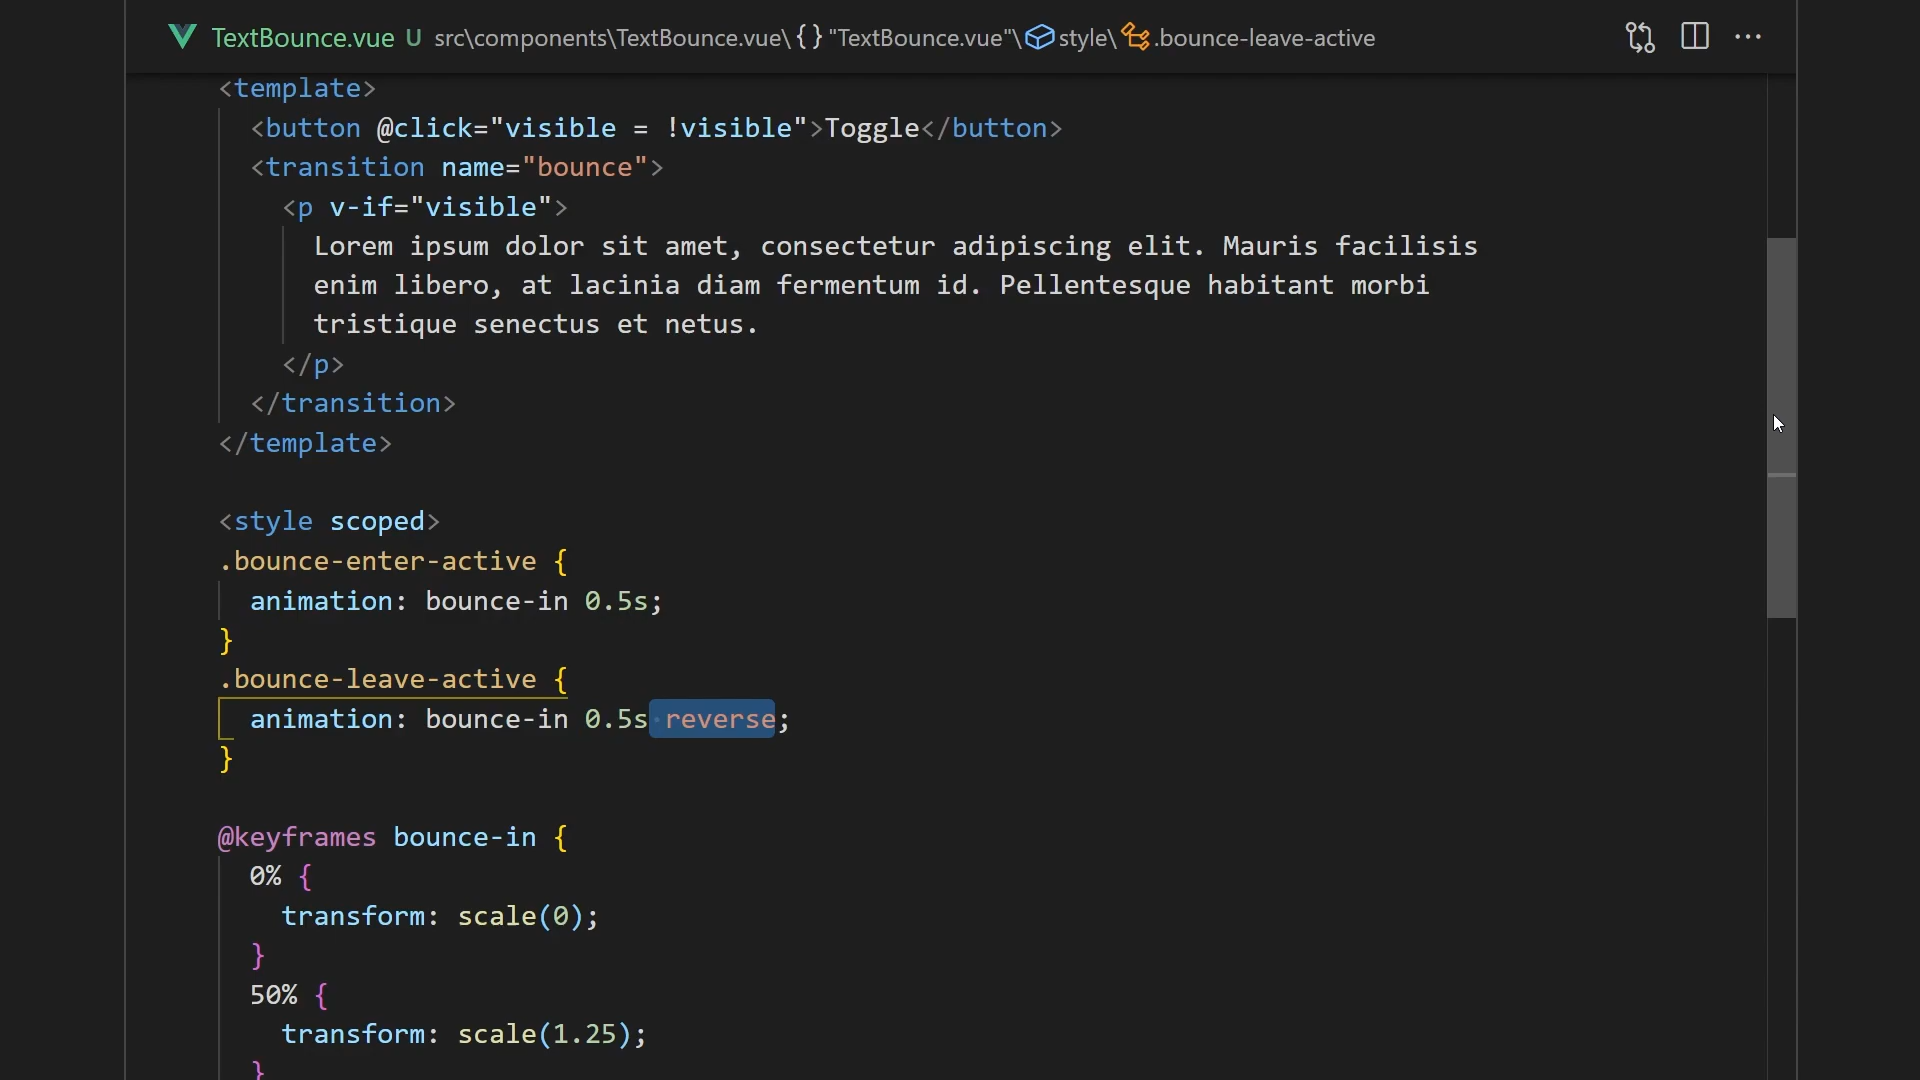 TextBounce.vue U src\components\TextBounce.vue\ {} "TextBounce.vue"\ style\ .bounce-leave-active ...
<template>
<button @click="visible = !visible">Toggle</button>
<transition name="bounce">
<p v-if="visible">
Lorem ipsum dolor sit amet, consectetur adipiscing elit. Mauris facilisis
enim libero, at lacinia diam fermentum id. Pellentesque habitant morbi
tristique senectus et netus.
</p>
</transition>
</template>
<style scoped>
.bounce-enter-active {
animation: bounce-in 0.5s;
}
.bounce-leave-active {
animation: bounce-in 0.5s reverse;
}
@keyframes bounce-in {
0% {
transform: scale(0);
}
50% {
transform: scale(1.25);
}